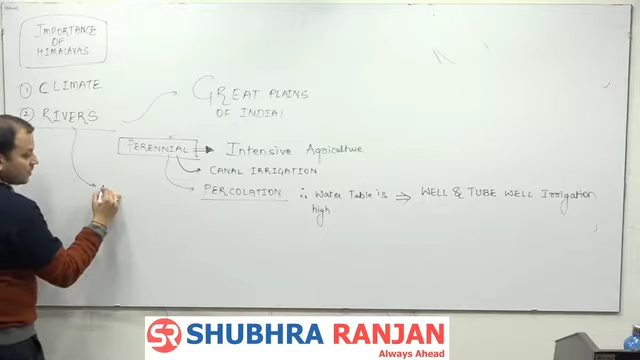 IMPORTANCE
OF
HIMALAYAS
① CLIMATE
② RIVERS
GREAT PLAINS
OF INDIA
PERENNIAL ⇒ Intensive Agriculture
CANAL IRRIGATION
PERCOLATION ∴ Water Table is high ⇒ WELL & TUBE WELL Irrigation
SR SHUBHRA RANJAN
Always Ahead